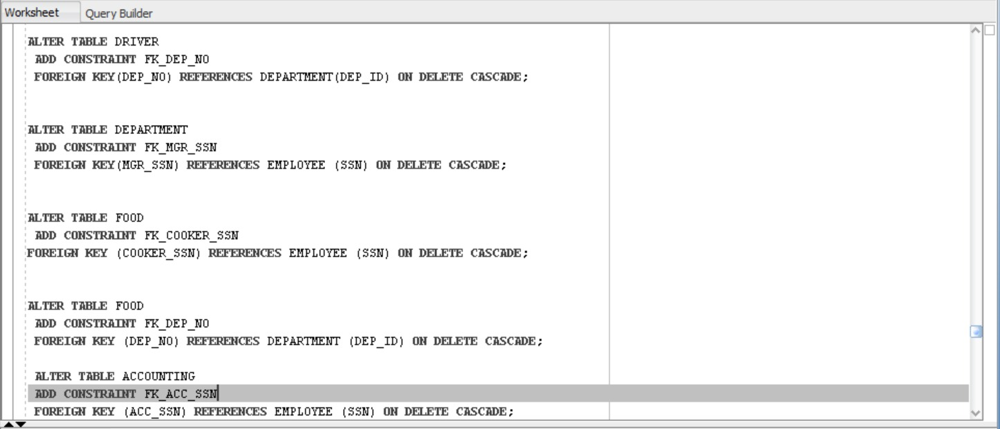 Worksheet Query Builder
ALTER TABLE DRIVER
ADD CONSTRAINT FK_DEP_NO
FOREIGN KEY(DEP_NO) REFERENCES DEPARTMENT(DEP_ID) ON DELETE CASCADE;
ALTER TABLE DEPARTMENT
ADD CONSTRAINT FK_MGR_SSN
FOREIGN KEY(MGR_SSN) REFERENCES EMPLOYEE (SSN) ON DELETE CASCADE;
ALTER TABLE FOOD
ADD CONSTRAINT FK_COOKER_SSN
FOREIGN KEY (COOKER_SSN) REFERENCES EMPLOYEE (SSN) ON DELETE CASCADE;
ALTER TABLE FOOD
ADD CONSTRAINT FK_DEP_NO
FOREIGN KEY (DEP_NO) REFERENCES DEPARTMENT (DEP_ID) ON DELETE CASCADE;
ALTER TABLE ACCOUNTING
ADD CONSTRAINT FK_ACC_SSN
FOREIGN KEY (ACC_SSN) REFERENCES EMPLOYEE (SSN) ON DELETE CASCADE;